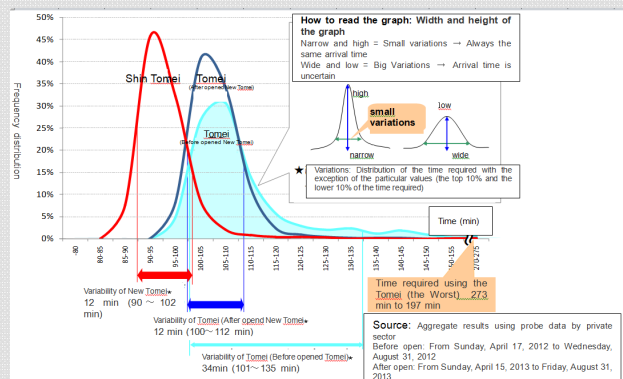 How to read the graph: Width and height of
the graph
Narrow and high = Small variations → Always the
same arrival time
Wide and low = Big Variations → Arrival time is
uncertain
high
low
small
variations
narrow
wide
★ Variations: Distribution of the time required with the
exception of the particular values (the top 10% and the
lower 10% of the time required)
Frequency distribution
50%
45%
40%
35%
30%
25%
20%
15%
10%
5%
0%
Shin Tomei
Tomei
(After opened New Tomei)
Tomei
(Before opened New Tomei)
Time (min)
-80
80-85
85-90
90-95
95-100
100-105
105-110
110-115
115-120
120-125
125-130
130-135
135-140
140-145
270-275
Variability of New Tomei★
12 min (90 ～ 102
min)
Variability of Tomei (After opend New Tomei)★
12 min (100～ 112 min)
Variability of Tomei (Before opened Tomei)★
34min (101～ 135 min)
Time required using the
Tomei (the Worst) 273
min to 197 min
Source: Aggregate results using probe data by private
sector
Before open: From Sunday, April 17, 2012 to Wednesday,
August 31, 2012
After open: From Sunday, April 15, 2013 to Friday, August 31,
2013